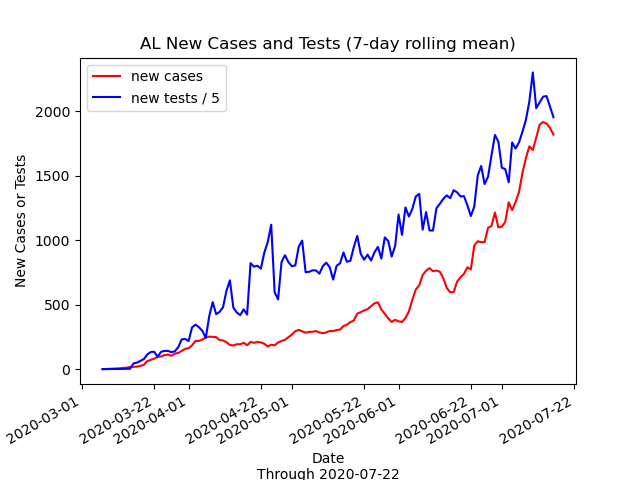 AL New Cases and Tests (7-day rolling mean)
new cases
new tests / 5
New Cases or Tests
2000
1500
1000
500
0
2020-03-01
2020-03-22
2020-04-01
2020-04-22
2020-05-01
2020-05-22
2020-06-01
2020-06-22
2020-07-01
2020-07-22
Date
Through 2020-07-22